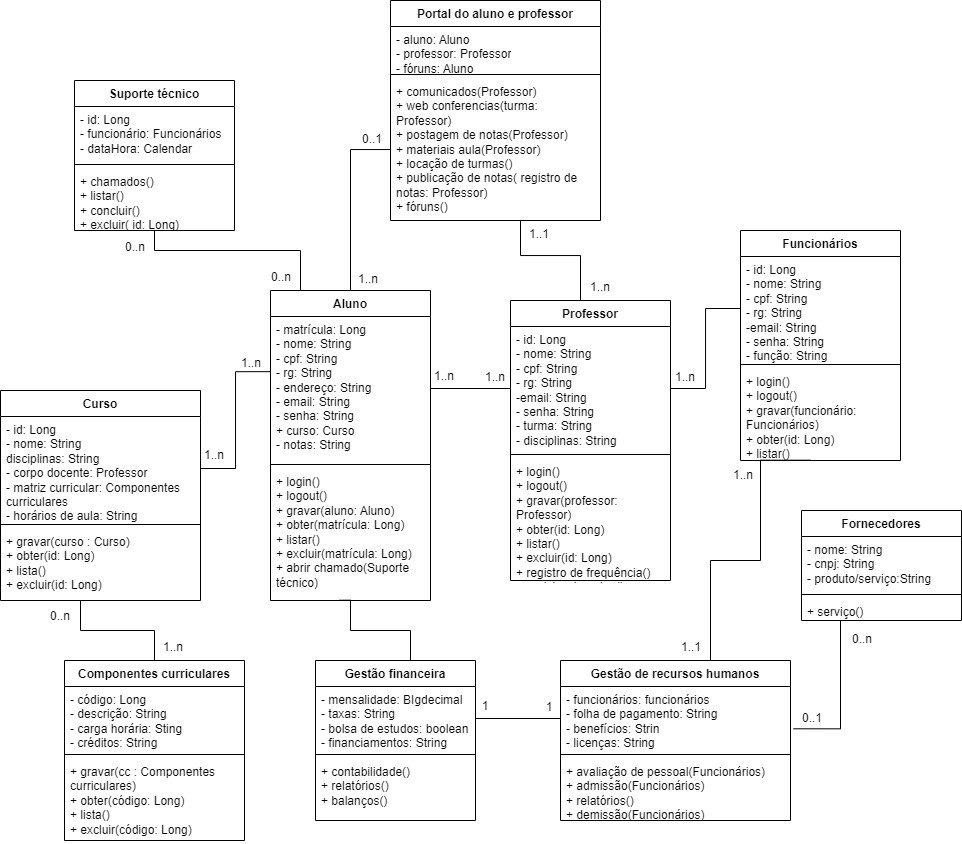 Portal do aluno e professor
- aluno: Aluno
- professor: Professor
- fóruns: Aluno
+ comunicados(Professor)
+ web conferencias(turma:
Professor)
+ postagem de notas(Professor)
+ materiais aula(Professor)
+ locação de turmas()
+ publicação de notas( registro de
notas: Professor)
+ fóruns()
Suporte técnico
- id: Long
- funcionário: Funcionários
- dataHora: Calendar
+ chamados()
+ listar()
+ concluir()
+ excluir( id: Long)
0..1
1..n
0..n
0..n
1..1
1..n
Funcionários
- id: Long
- nome: String
- cpf: String
- rg: String
-email: String
- senha: String
- função: String
+ login()
+ logout()
+ gravar(funcionário:
Funcionários)
+ obter(id: Long)
+ listar()
Aluno
- matrícula: Long
- nome: String
- cpf: String
- rg: String
- endereço: String
- email: String
- senha: String
+ curso: Curso
- notas: String
+ login()
+ logout()
+ gravar(aluno: Aluno)
+ obter(matrícula: Long)
+ listar()
+ excluir(matrícula: Long)
+ abrir chamado(Suporte
técnico)
Professor
- id: Long
- nome: String
- cpf: String
- rg: String
-email: String
- senha: String
- turma: String
- disciplinas: String
+ login()
+ logout()
+ gravar(professor:
Professor)
+ obter(id: Long)
+ listar()
+ excluir(id: Long)
+ registro de frequência()
1..n
1..n
1..n
1..n
1..n
Curso
- id: Long
- nome: String
disciplinas: String
- corpo docente: Professor
- matriz curricular: Componentes
curriculares
- horários de aula: String
+ gravar(curso : Curso)
+ obter(id: Long)
+ lista()
+ excluir(id: Long)
1..n
1..1
Fornecedores
- nome: String
- cnpj: String
- produto/serviço:String
+ serviço()
0..n
0..1
0..n
1..n
Componentes curriculares
- código: Long
- descrição: String
- carga horária: Sting
- créditos: String
+ gravar(cc : Componentes
curriculares)
+ obter(código: Long)
+ lista()
+ excluir(código: Long)
Gestão financeira
- mensalidade: BIgdecimal
- taxas: String
- bolsa de estudos: boolean
- financiamentos: String
+ contabilidade()
+ relatórios()
+ balanços()
1
1
Gestão de recursos humanos
- funcionários: funcionários
- folha de pagamento: String
- benefícios: Strin
- licenças: String
+ avaliação de pessoal(Funcionários)
+ admissão(Funcionários)
+ relatórios()
+ demissão(Funcionários)